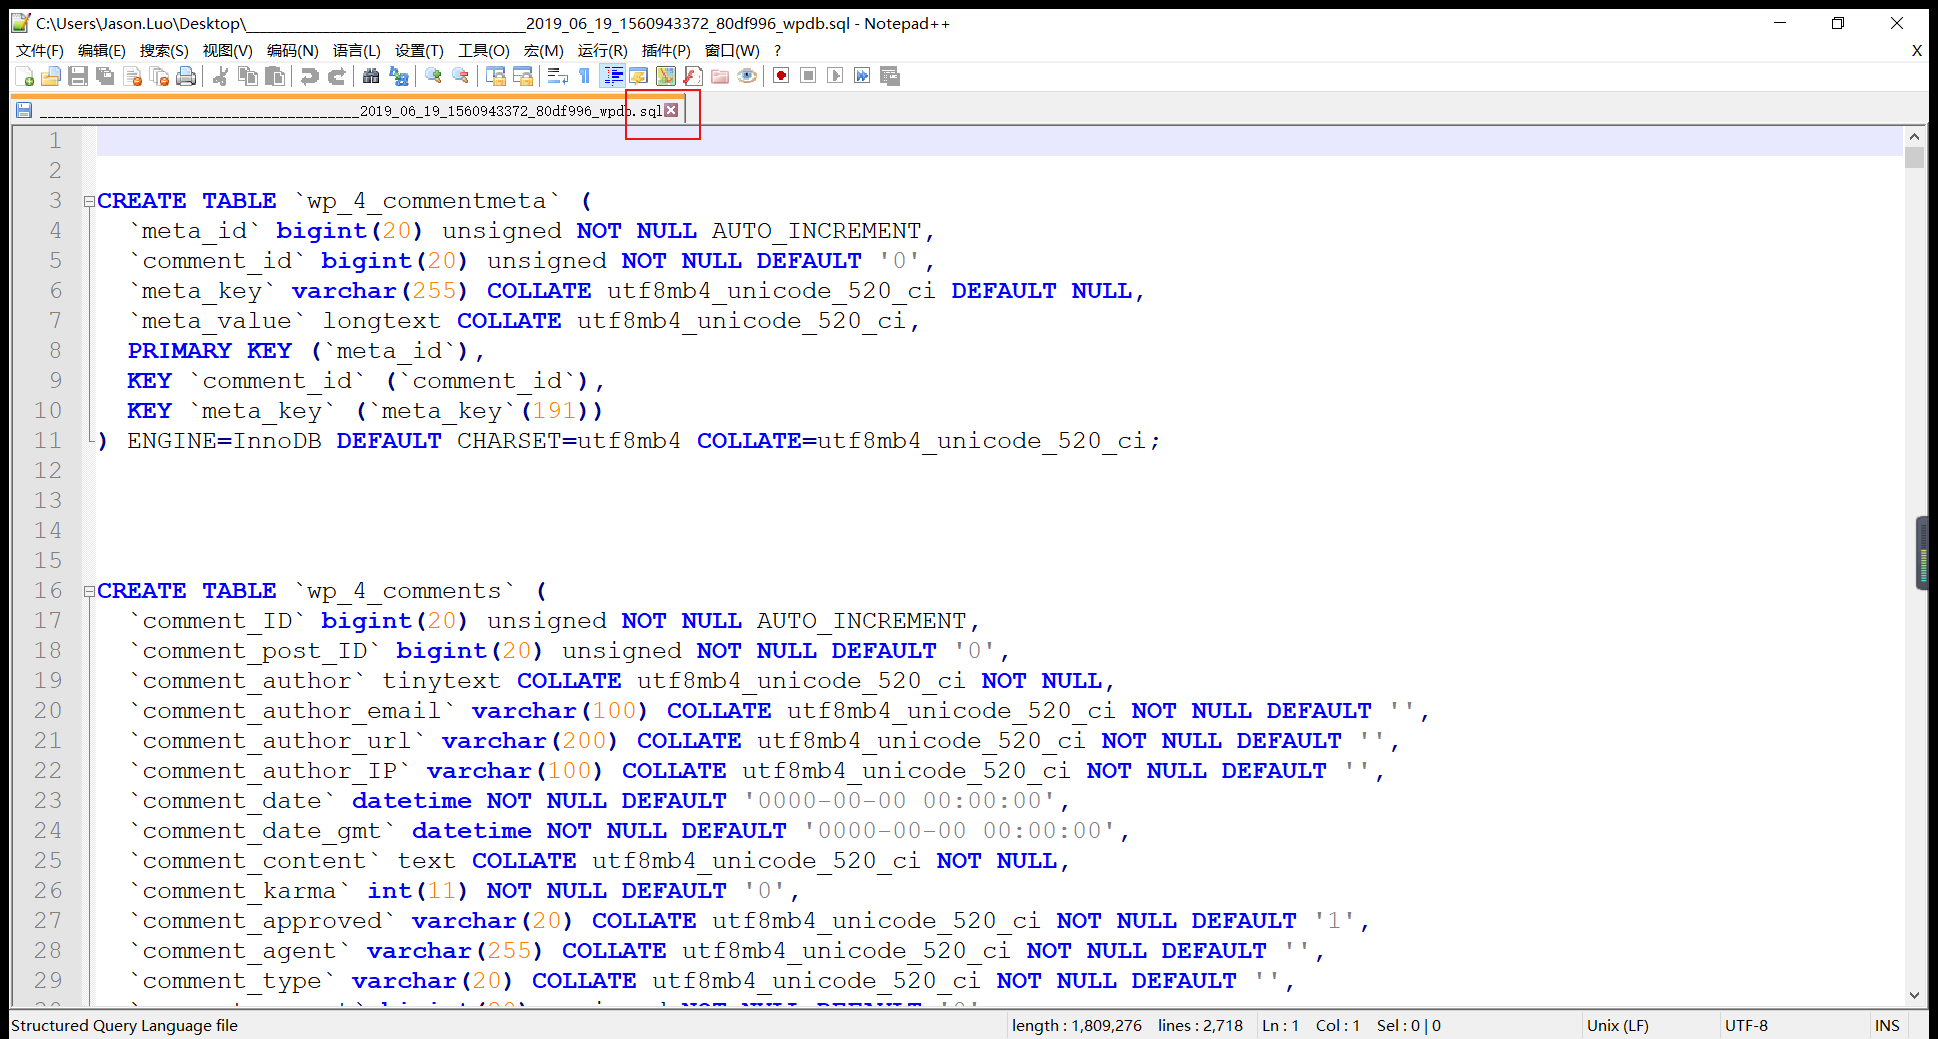 C:\Users\Jason.Luo\Desktop\___________________________________2019_06_19_1560943372_80df996_wpdb.sql - Notepad++
文件(F) 编辑(E) 搜索(S) 视图(V) 编码(N) 语言(L) 设置(T) 工具(O) 宏(M) 运行(R) 插件(P) 窗口(W) ? X
________________________________________2019_06_19_1560943372_80df996_wpdb.sql
1
2
3 CREATE TABLE `wp_4_commentmeta` (
4 `meta_id` bigint(20) unsigned NOT NULL AUTO_INCREMENT,
5 `comment_id` bigint(20) unsigned NOT NULL DEFAULT '0',
6 `meta_key` varchar(255) COLLATE utf8mb4_unicode_520_ci DEFAULT NULL,
7 `meta_value` longtext COLLATE utf8mb4_unicode_520_ci,
8 PRIMARY KEY (`meta_id`),
9 KEY `comment_id` (`comment_id`),
10 KEY `meta_key` (`meta_key`(191))
11 ) ENGINE=InnoDB DEFAULT CHARSET=utf8mb4 COLLATE=utf8mb4_unicode_520_ci;
12
13
14
15
16 CREATE TABLE `wp_4_comments` (
17 `comment_ID` bigint(20) unsigned NOT NULL AUTO_INCREMENT,
18 `comment_post_ID` bigint(20) unsigned NOT NULL DEFAULT '0',
19 `comment_author` tinytext COLLATE utf8mb4_unicode_520_ci NOT NULL,
20 `comment_author_email` varchar(100) COLLATE utf8mb4_unicode_520_ci NOT NULL DEFAULT '',
21 `comment_author_url` varchar(200) COLLATE utf8mb4_unicode_520_ci NOT NULL DEFAULT '',
22 `comment_author_IP` varchar(100) COLLATE utf8mb4_unicode_520_ci NOT NULL DEFAULT '',
23 `comment_date` datetime NOT NULL DEFAULT '0000-00-00 00:00:00',
24 `comment_date_gmt` datetime NOT NULL DEFAULT '0000-00-00 00:00:00',
25 `comment_content` text COLLATE utf8mb4_unicode_520_ci NOT NULL,
26 `comment_karma` int(11) NOT NULL DEFAULT '0',
27 `comment_approved` varchar(20) COLLATE utf8mb4_unicode_520_ci NOT NULL DEFAULT '1',
28 `comment_agent` varchar(255) COLLATE utf8mb4_unicode_520_ci NOT NULL DEFAULT '',
29 `comment_type` varchar(20) COLLATE utf8mb4_unicode_520_ci NOT NULL DEFAULT '',
Structured Query Language file length : 1,809,276 lines : 2,718 Ln : 1 Col : 1 Sel : 0 | 0 Unix (LF) UTF-8 INS